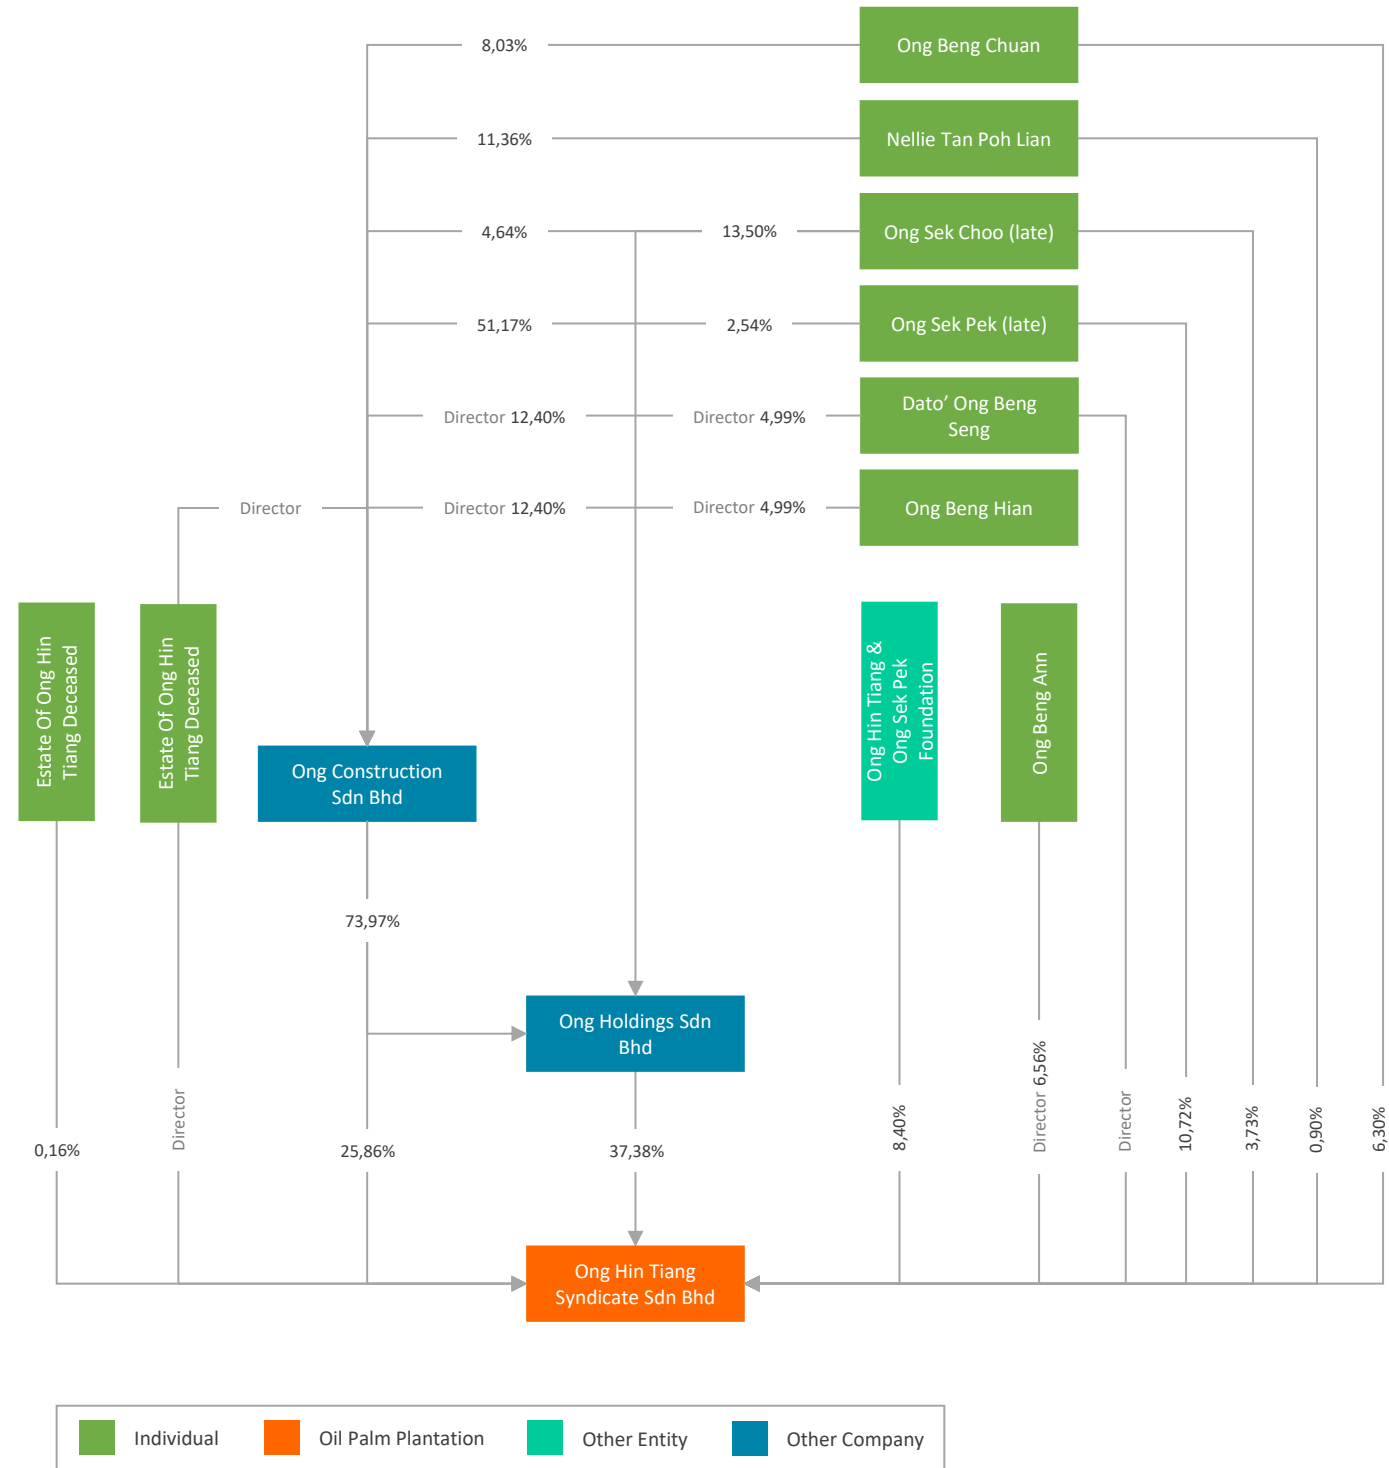 8,03%
Ong Beng Chuan
11,36%
Nellie Tan Poh Lian
4,64%
13,50%
Ong Sek Choo (late)
51,17%
2,54%
Ong Sek Pek (late)
Director 12,40%
Director 4,99%
Dato’ Ong Beng
Seng
Director
Director 12,40%
Director 4,99%
Ong Beng Hian
Estate Of Ong Hin
Tiang Deceased
Estate Of Ong Hin
Tiang Deceased
Ong Construction
Sdn Bhd
Ong Hin Tiang &
Ong Sek Pek
Foundation
Ong Beng Ann
73,97%
Ong Holdings Sdn
Bhd
0,16%
Director
25,86%
37,38%
8,40%
Director 6,56%
Director
10,72%
3,73%
0,90%
6,30%
Ong Hin Tiang
Syndicate Sdn Bhd
Individual
Oil Palm Plantation
Other Entity
Other Company